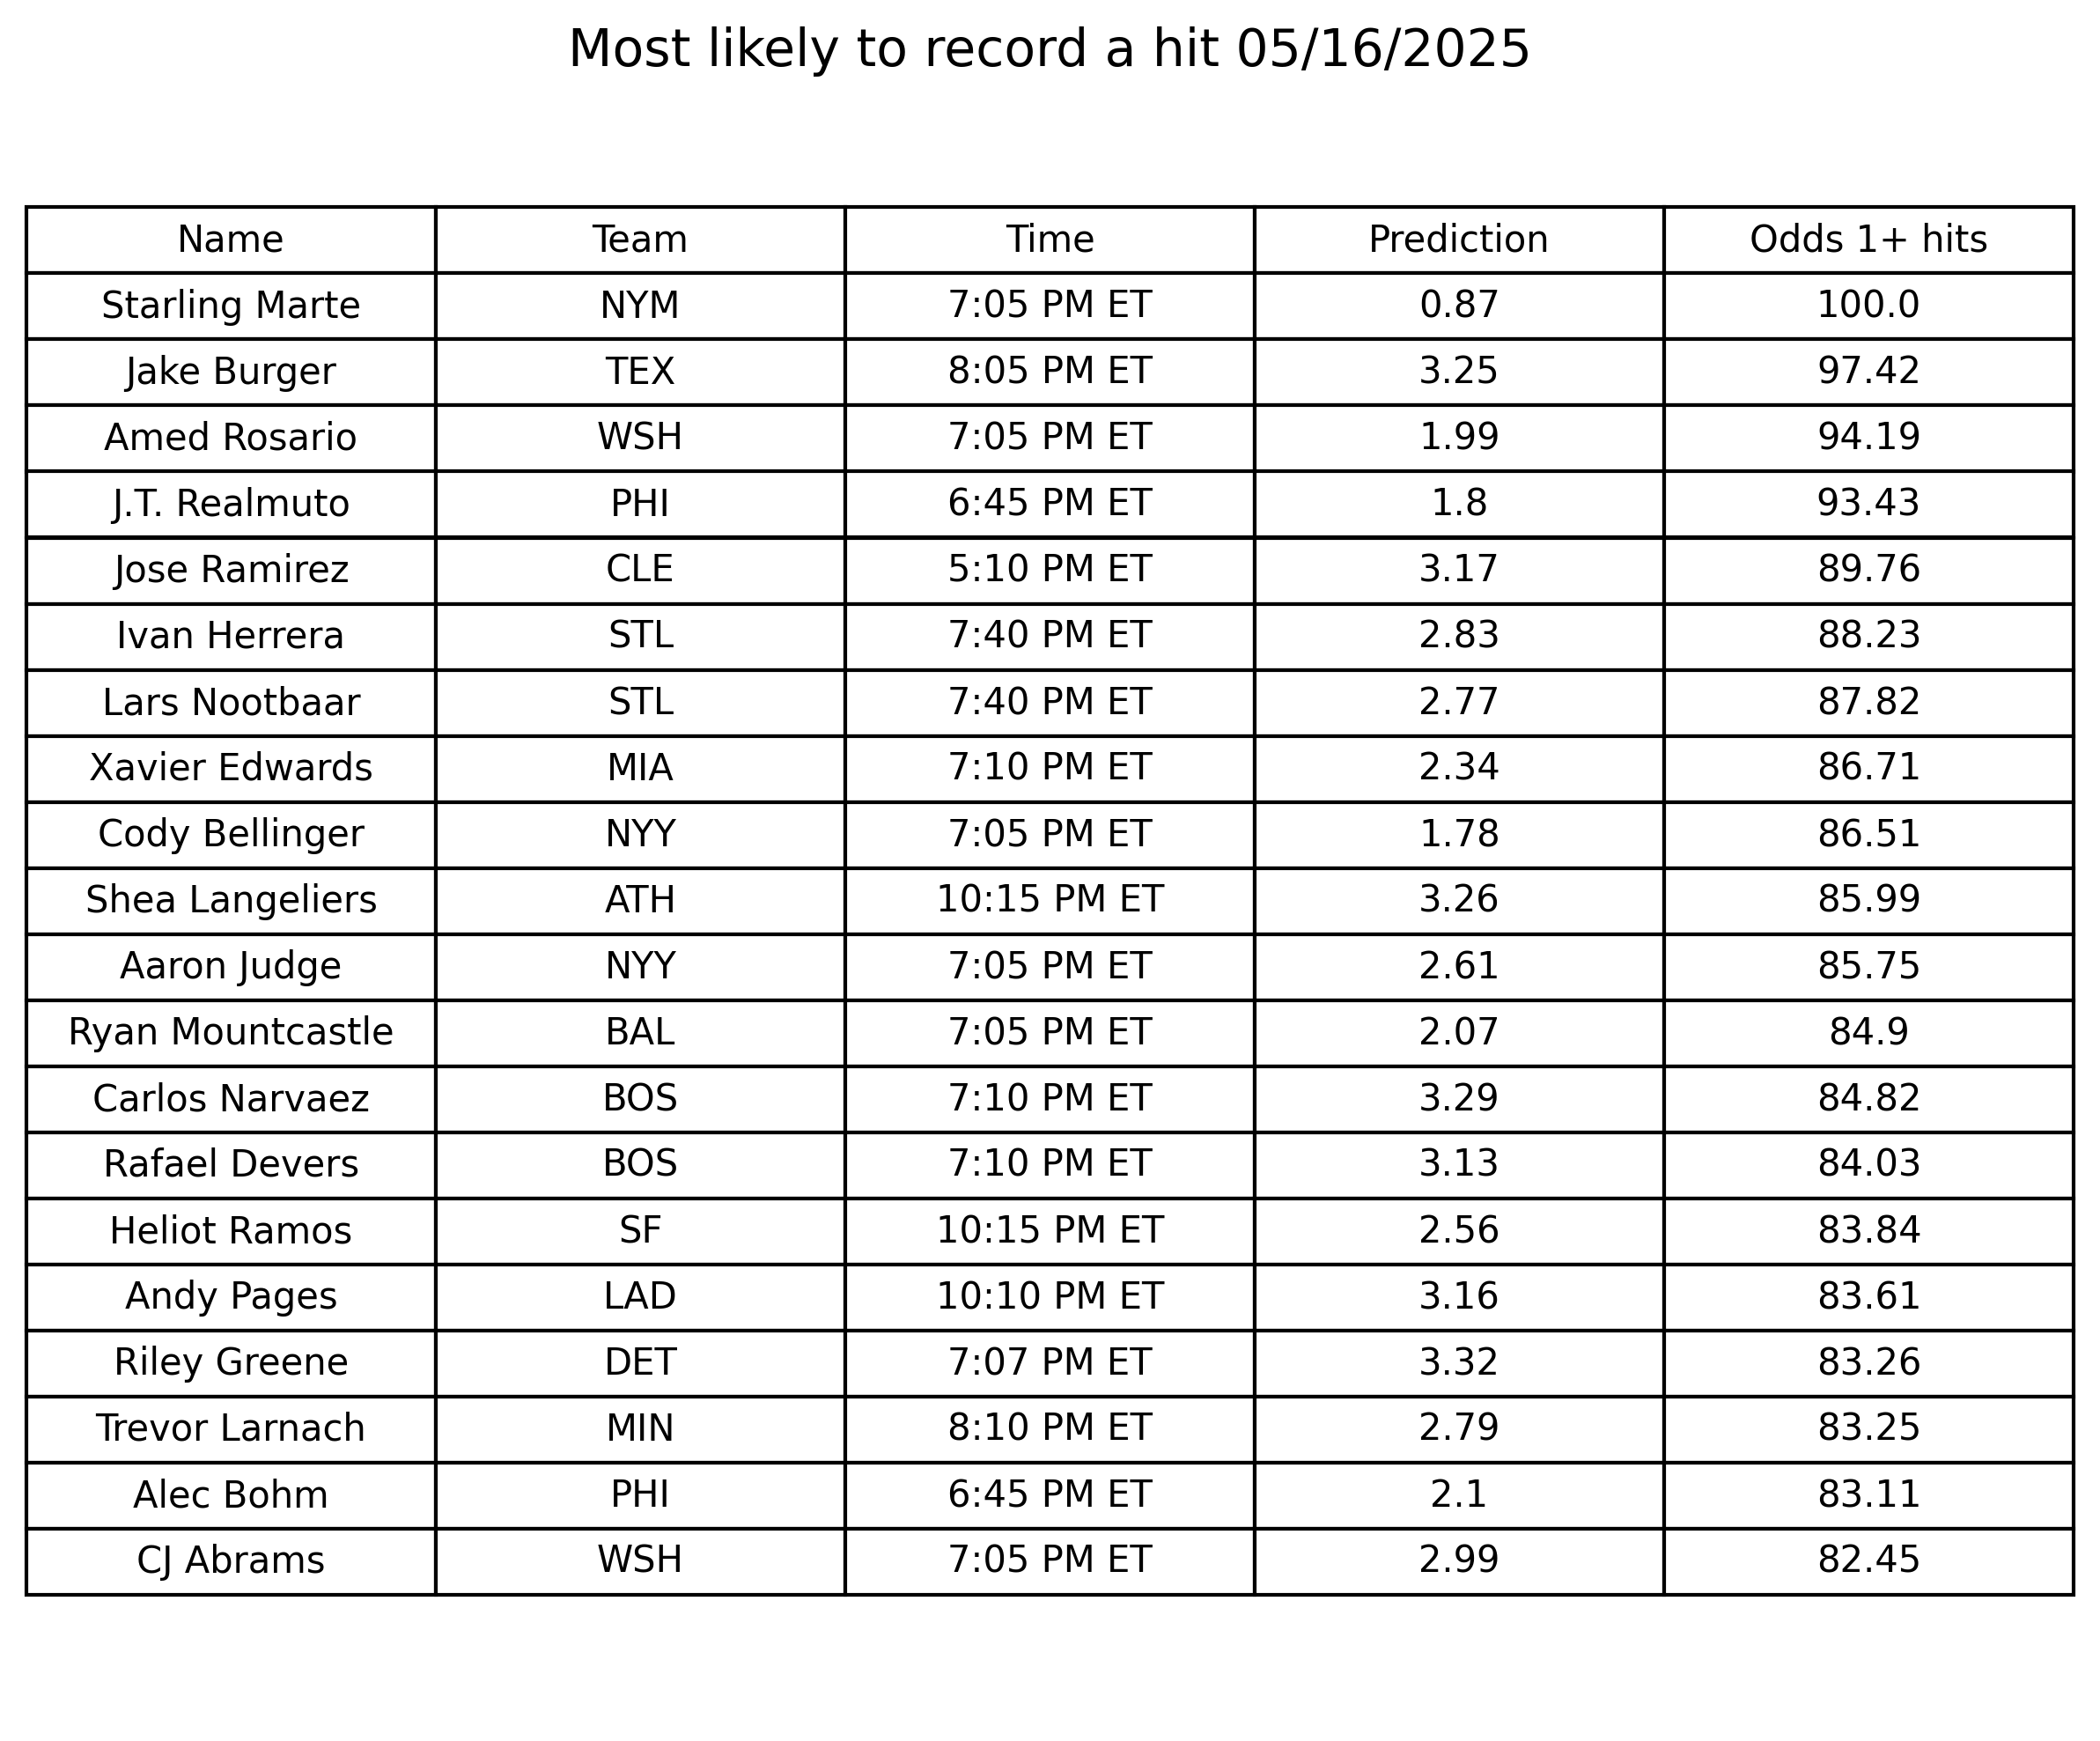 Most likely to record a hit 05/16/2025
Name Team Time Prediction Odds 1+ hits
Starling Marte NYM 7:05 PM ET 0.87 100.0
Jake Burger TEX 8:05 PM ET 3.25 97.42
Amed Rosario WSH 7:05 PM ET 1.99 94.19
J.T. Realmuto PHI 6:45 PM ET 1.8 93.43
Jose Ramirez CLE 5:10 PM ET 3.17 89.76
Ivan Herrera STL 7:40 PM ET 2.83 88.23
Lars Nootbaar STL 7:40 PM ET 2.77 87.82
Xavier Edwards MIA 7:10 PM ET 2.34 86.71
Cody Bellinger NYY 7:05 PM ET 1.78 86.51
Shea Langeliers ATH 10:15 PM ET 3.26 85.99
Aaron Judge NYY 7:05 PM ET 2.61 85.75
Ryan Mountcastle BAL 7:05 PM ET 2.07 84.9
Carlos Narvaez BOS 7:10 PM ET 3.29 84.82
Rafael Devers BOS 7:10 PM ET 3.13 84.03
Heliot Ramos SF 10:15 PM ET 2.56 83.84
Andy Pages LAD 10:10 PM ET 3.16 83.61
Riley Greene DET 7:07 PM ET 3.32 83.26
Trevor Larnach MIN 8:10 PM ET 2.79 83.25
Alec Bohm PHI 6:45 PM ET 2.1 83.11
CJ Abrams WSH 7:05 PM ET 2.99 82.45